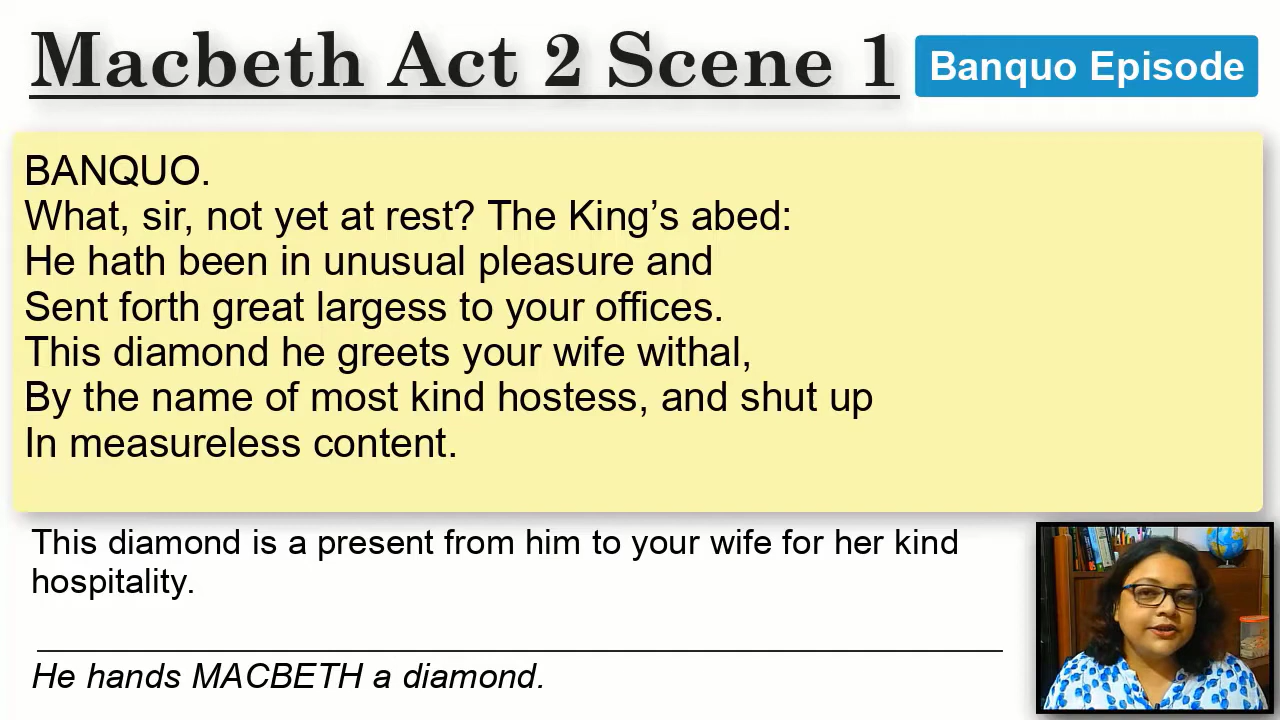 Macbeth Act 2 Scene 1
Banquo Episode
BANQUO.
What, sir, not yet at rest? The King’s abed:
He hath been in unusual pleasure and
Sent forth great largess to your offices.
This diamond he greets your wife withal,
By the name of most kind hostess, and shut up
In measureless content.
This diamond is a present from him to your wife for her kind
hospitality.
He hands MACBETH a diamond.